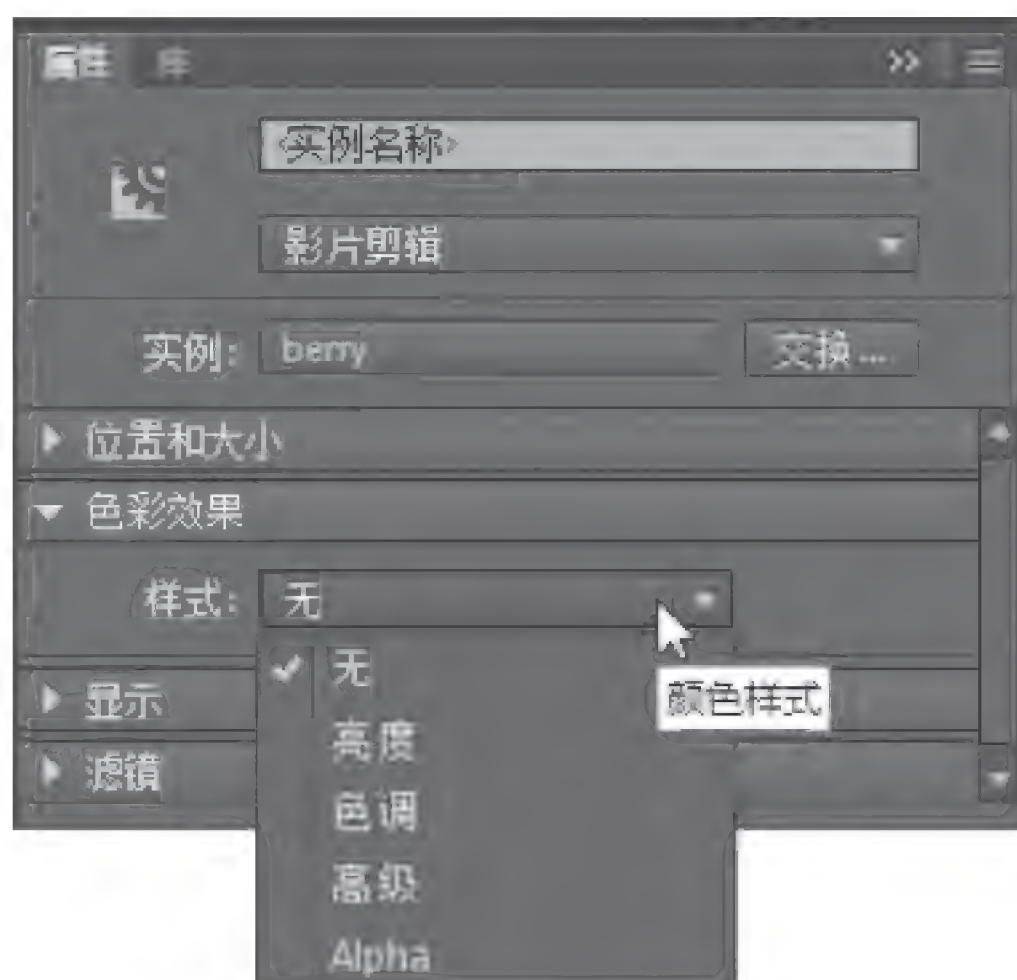 属性 库
<实例名称>
影片剪辑
实例: berry 交换...
位置和大小
色彩效果
样式: 无
无
颜色样式
显示
亮度
滤镜
色调
高级
Alpha